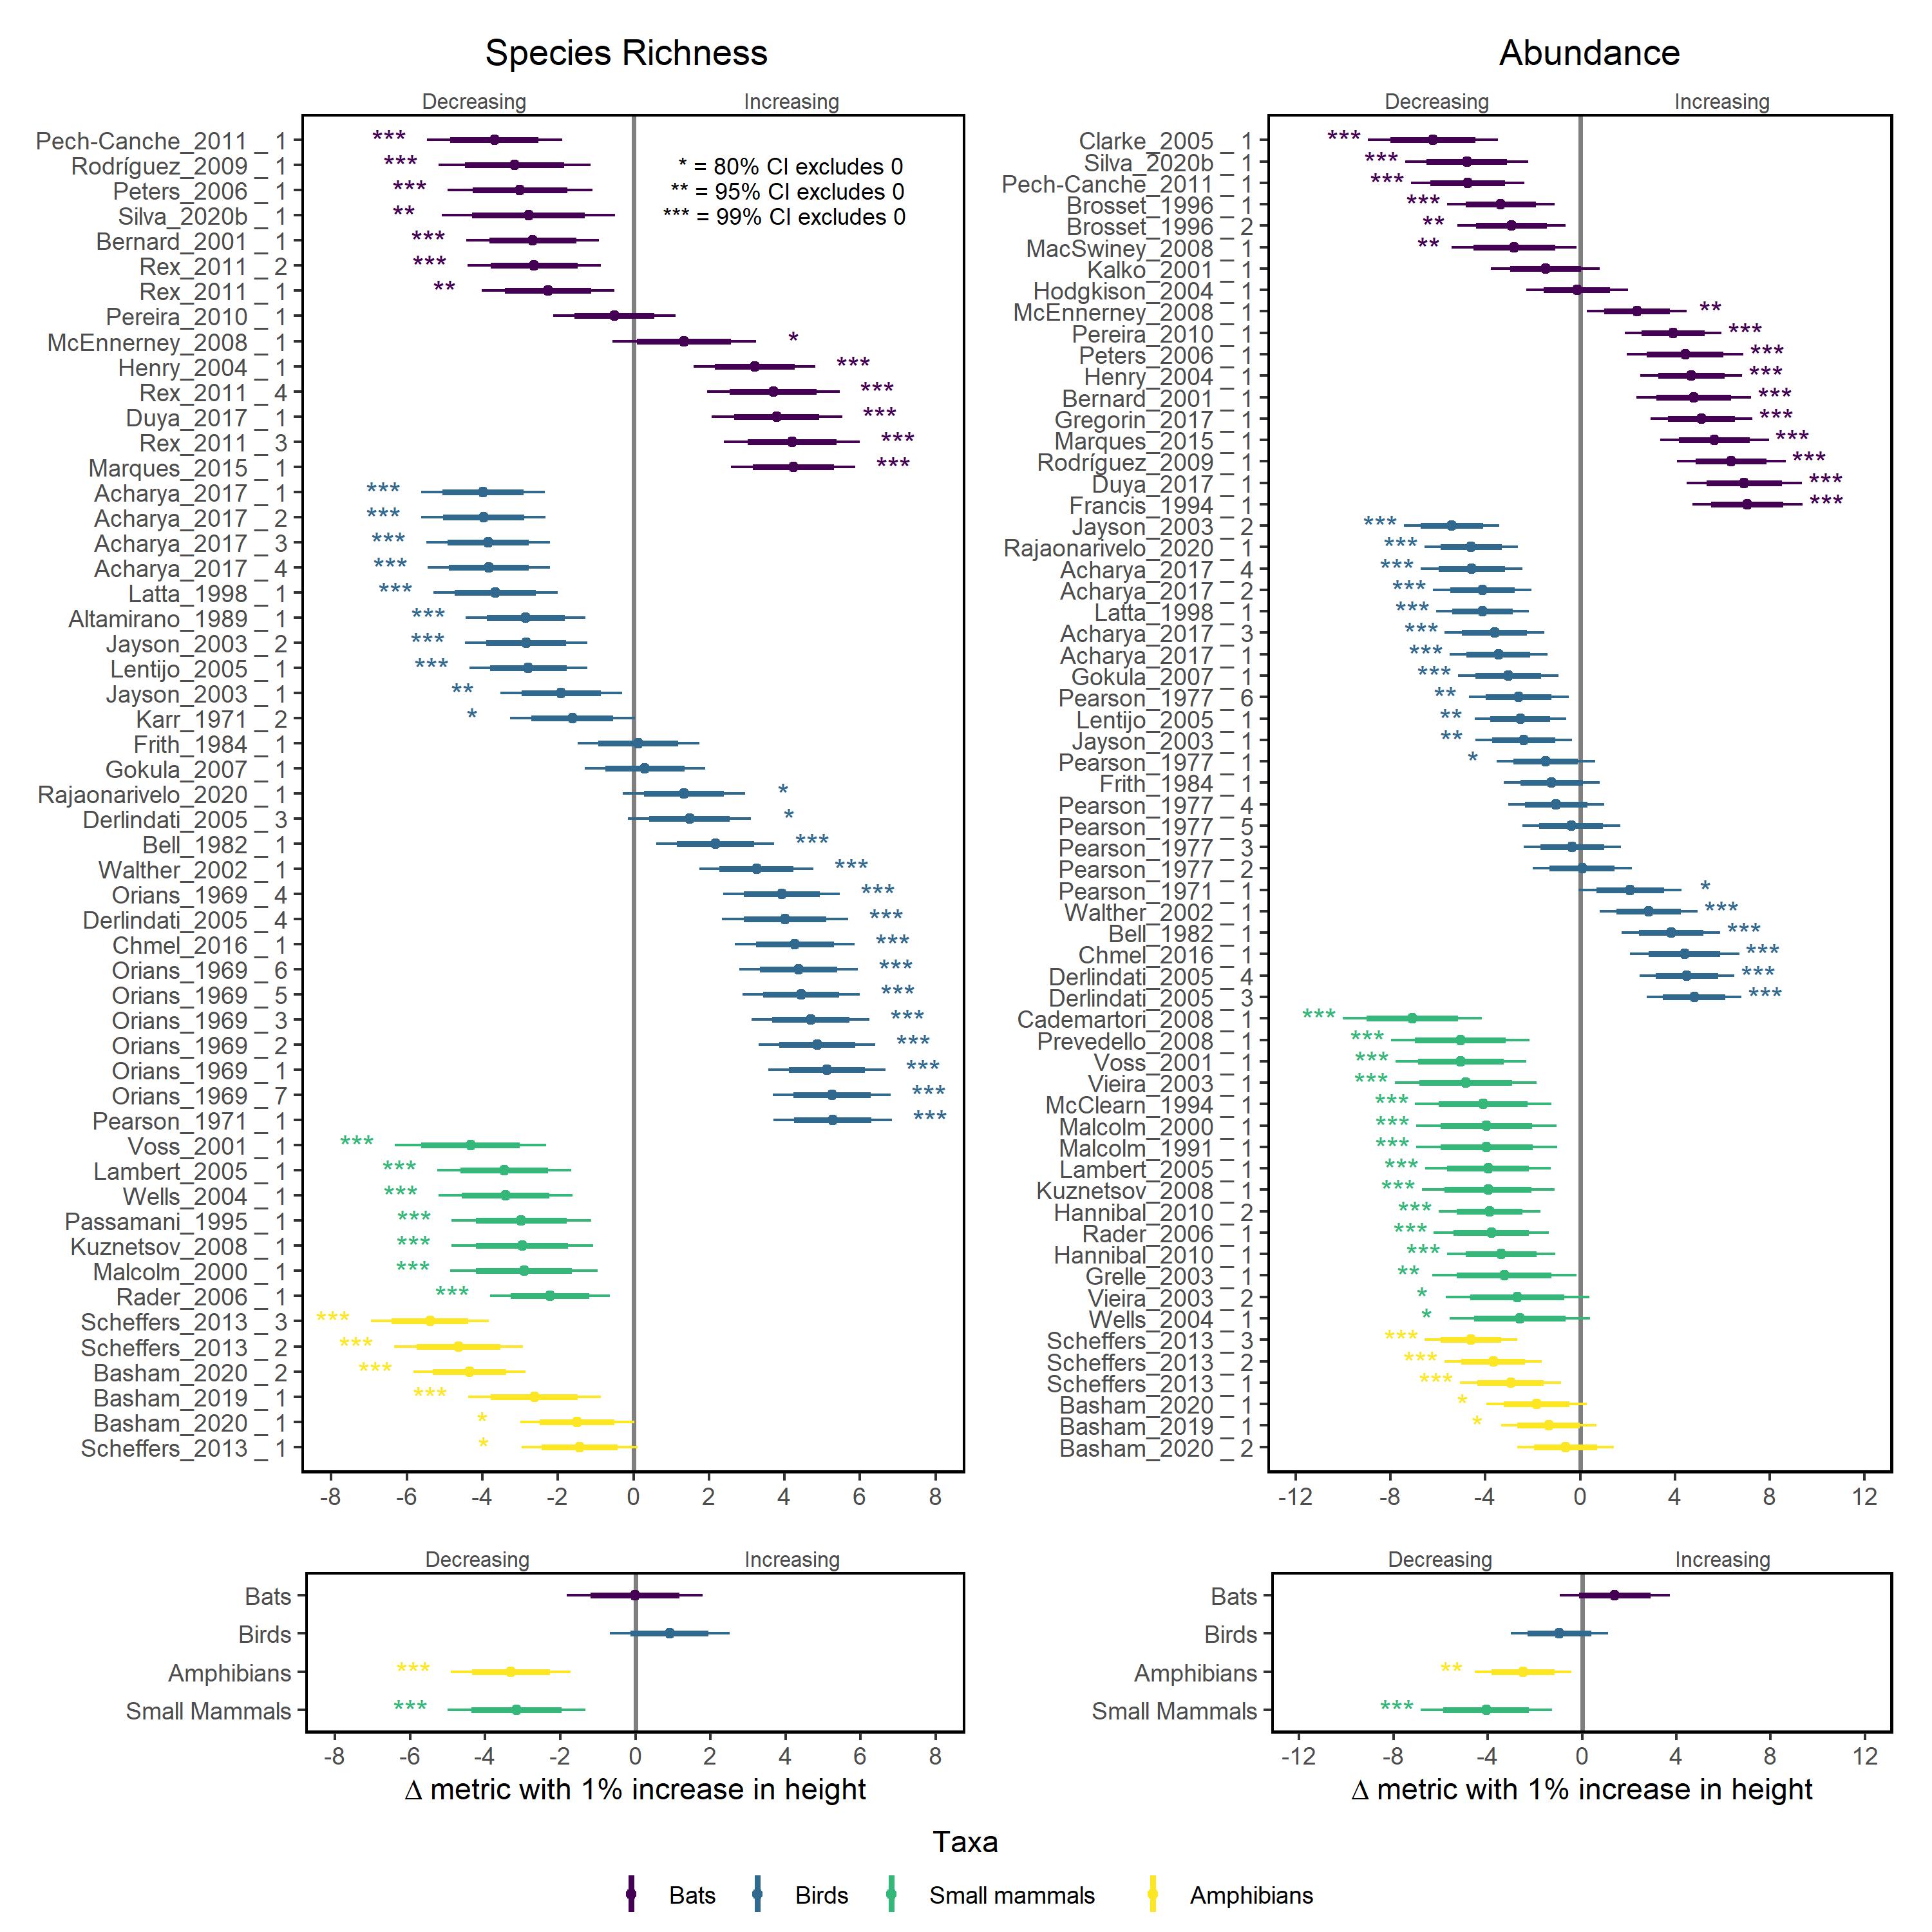 Species Richness
Decreasing Increasing
Pech-Canche_2011 _ 1 ***
Rodríguez_2009 _ 1 ***
Peters_2006 _ 1 ***
Silva_2020b _ 1 **
Bernard_2001 _ 1 ***
Rex_2011 _ 2 ***
Rex_2011 _ 1 **
Pereira_2010 _ 1
McEnnerney_2008 _ 1 *
Henry_2004 _ 1 ***
Rex_2011 _ 4 ***
Duya_2017 _ 1 ***
Rex_2011 _ 3 ***
Marques_2015 _ 1 ***
Acharya_2017 _ 1 ***
Acharya_2017 _ 2 ***
Acharya_2017 _ 3 ***
Acharya_2017 _ 4 ***
Latta_1998 _ 1 ***
Altamirano_1989 _ 1 ***
Jayson_2003 _ 2 ***
Lentijo_2005 _ 1 ***
Jayson_2003 _ 1 **
Karr_1971 _ 2 *
Frith_1984 _ 1
Gokula_2007 _ 1
Rajaonarivelo_2020 _ 1 *
Derlindati_2005 _ 3 *
Bell_1982 _ 1 ***
Walther_2002 _ 1 ***
Orians_1969 _ 4 ***
Derlindati_2005 _ 4 ***
Chmel_2016 _ 1 ***
Orians_1969 _ 6 ***
Orians_1969 _ 5 ***
Orians_1969 _ 3 ***
Orians_1969 _ 2 ***
Orians_1969 _ 1 ***
Orians_1969 _ 7 ***
Pearson_1971 _ 1 ***
Voss_2001 _ 1 ***
Lambert_2005 _ 1 ***
Wells_2004 _ 1 ***
Passamani_1995 _ 1 ***
Kuznetsov_2008 _ 1 ***
Malcolm_2000 _ 1 ***
Rader_2006 _ 1 ***
Scheffers_2013 _ 3 ***
Scheffers_2013 _ 2 ***
Basham_2020 _ 2 ***
Basham_2019 _ 1 ***
Basham_2020 _ 1 *
Scheffers_2013 _ 1 *
* = 80% CI excludes 0
** = 95% CI excludes 0
*** = 99% CI excludes 0
-8 -6 -4 -2 0 2 4 6 8
Abundance
Decreasing Increasing
Clarke_2005 _ 1 ***
Silva_2020b _ 1 ***
Pech-Canche_2011 _ 1 ***
Brosset_1996 _ 1 ***
Brosset_1996 _ 2 **
MacSwiney_2008 _ 1 **
Kalko_2001 _ 1
Hodgkison_2004 _ 1
McEnnerney_2008 _ 1 **
Pereira_2010 _ 1 ***
Peters_2006 _ 1 ***
Henry_2004 _ 1 ***
Bernard_2001 _ 1 ***
Gregorin_2017 _ 1 ***
Marques_2015 _ 1 ***
Rodríguez_2009 _ 1 ***
Duya_2017 _ 1 ***
Francis_1994 _ 1 ***
Jayson_2003 _ 2 ***
Rajaonarivelo_2020 _ 1 ***
Acharya_2017 _ 4 ***
Acharya_2017 _ 2 ***
Latta_1998 _ 1 ***
Acharya_2017 _ 3 ***
Acharya_2017 _ 1 ***
Gokula_2007 _ 1 ***
Pearson_1977 _ 6 **
Lentijo_2005 _ 1 **
Jayson_2003 _ 1 **
Pearson_1977 _ 1 *
Frith_1984 _ 1
Pearson_1977 _ 4
Pearson_1977 _ 5
Pearson_1977 _ 3
Pearson_1977 _ 2
Pearson_1971 _ 1 *
Walther_2002 _ 1 ***
Bell_1982 _ 1 ***
Chmel_2016 _ 1 ***
Derlindati_2005 _ 4 ***
Derlindati_2005 _ 3 ***
Cademartori_2008 _ 1 ***
Prevedello_2008 _ 1 ***
Voss_2001 _ 1 ***
Vieira_2003 _ 1 ***
McClearn_1994 _ 1 ***
Malcolm_2000 _ 1 ***
Malcolm_1991 _ 1 ***
Lambert_2005 _ 1 ***
Kuznetsov_2008 _ 1 ***
Hannibal_2010 _ 2 ***
Rader_2006 _ 1 ***
Hannibal_2010 _ 1 ***
Grelle_2003 _ 1 **
Vieira_2003 _ 2 *
Wells_2004 _ 1 *
Scheffers_2013 _ 3 ***
Scheffers_2013 _ 2 ***
Scheffers_2013 _ 1 ***
Basham_2020 _ 1 *
Basham_2019 _ 1 *
Basham_2020 _ 2
-12 -8 -4 0 4 8 12
Decreasing Increasing
Bats
Birds
Amphibians ***
Small Mammals ***
-8 -6 -4 -2 0 2 4 6 8
Δ metric with 1% increase in height
Decreasing Increasing
Bats
Birds
Amphibians **
Small Mammals ***
-12 -8 -4 0 4 8 12
Δ metric with 1% increase in height
Taxa
Bats Birds Small mammals Amphibians